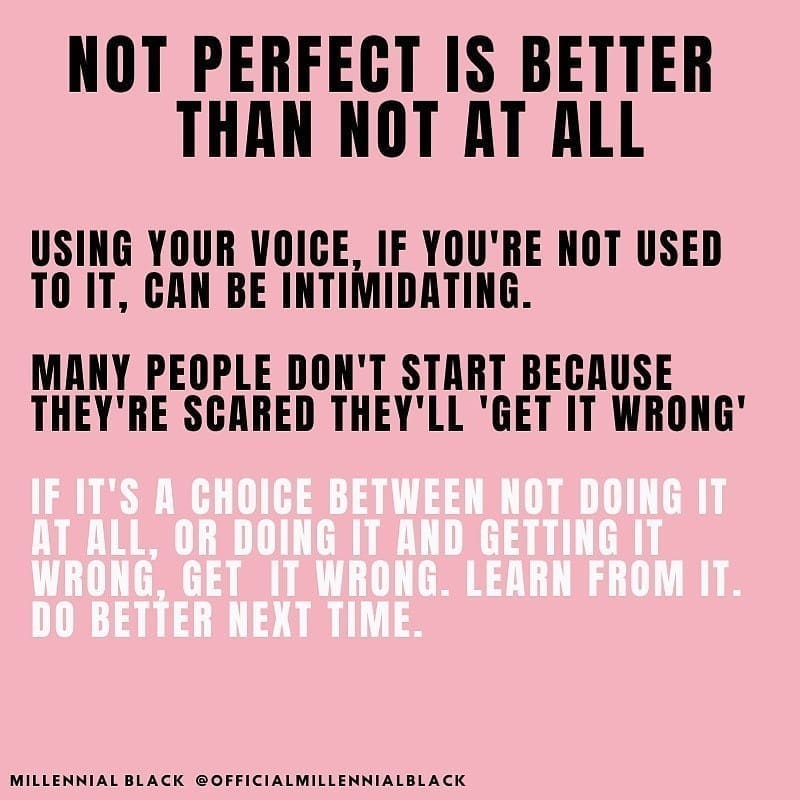 NOT PERFECT IS BETTER
THAN NOT AT ALL
USING YOUR VOICE, IF YOU'RE NOT USED
TO IT, CAN BE INTIMIDATING.
MANY PEOPLE DON'T START BECAUSE
THEY'RE SCARED THEY'LL 'GET IT WRONG'
IF IT'S A CHOICE BETWEEN NOT DOING IT
AT ALL, OR DOING IT AND GETTING IT
WRONG, GET IT WRONG. LEARN FROM IT.
DO BETTER NEXT TIME.
MILLENNIAL BLACK @OFFICIALMILLENNIALBLACK